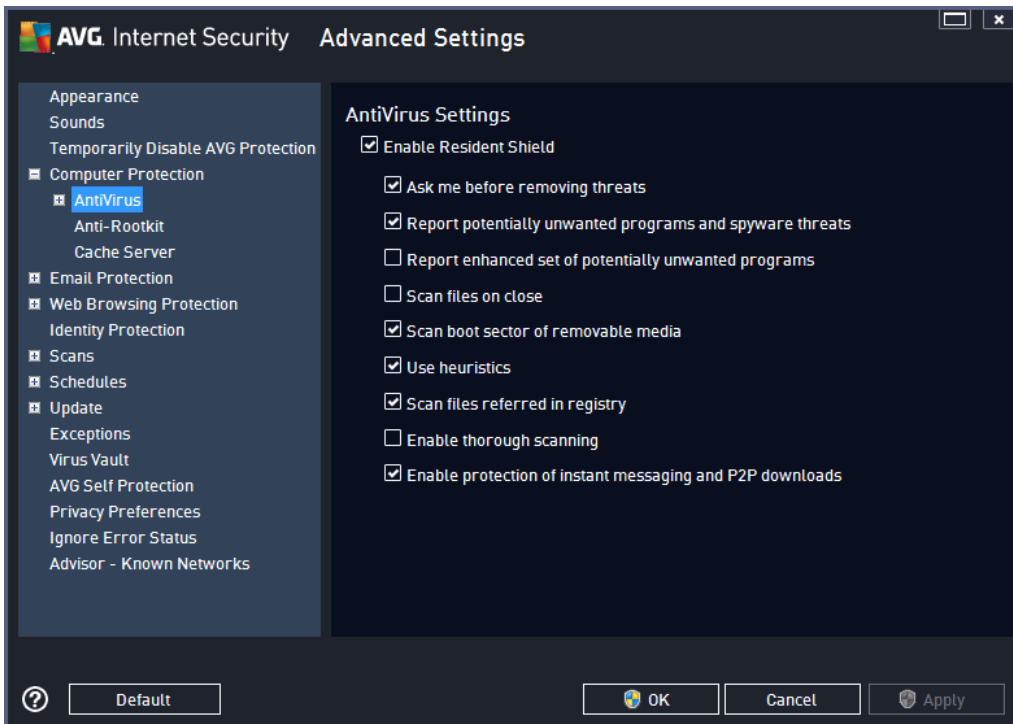 AVG. Internet Security Advanced Settings
Appearance
Sounds
Temporarily Disable AVG Protection
Computer Protection
AntiVirus
Anti-Rootkit
Cache Server
Email Protection
Web Browsing Protection
Identity Protection
Scans
Schedules
Update
Exceptions
Virus Vault
AVG Self Protection
Privacy Preferences
Ignore Error Status
Advisor - Known Networks
AntiVirus Settings
Enable Resident Shield
Ask me before removing threats
Report potentially unwanted programs and spyware threats
Report enhanced set of potentially unwanted programs
Scan files on close
Scan boot sector of removable media
Use heuristics
Scan files referred in registry
Enable thorough scanning
Enable protection of instant messaging and P2P downloads
? Default OK Cancel Apply